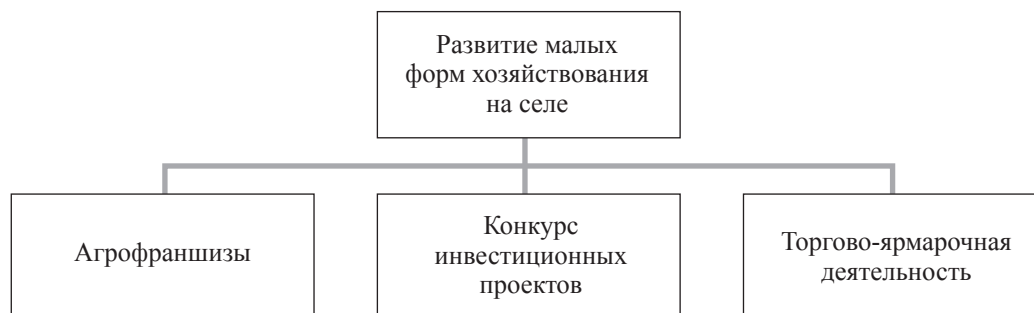 Развитие малых
форм хозяйствования
на селе
Агрофраншизы
Конкурс
инвестиционных
проектов
Торгово-ярмарочная
деятельность